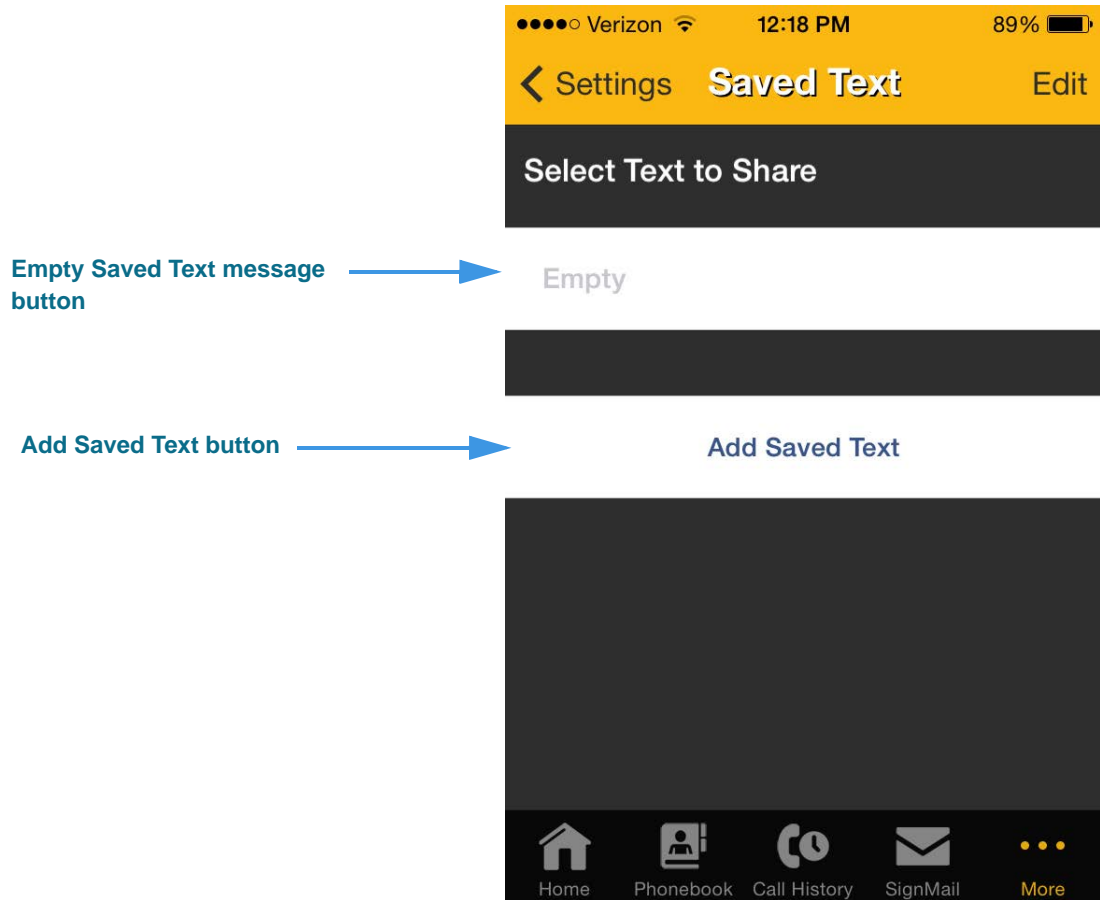 Verizon 12:18 PM 89%
Settings Saved Text Edit
Select Text to Share
Empty Saved Text message
button
Empty
Add Saved Text button
Add Saved Text
Home Phonebook Call History SignMail More